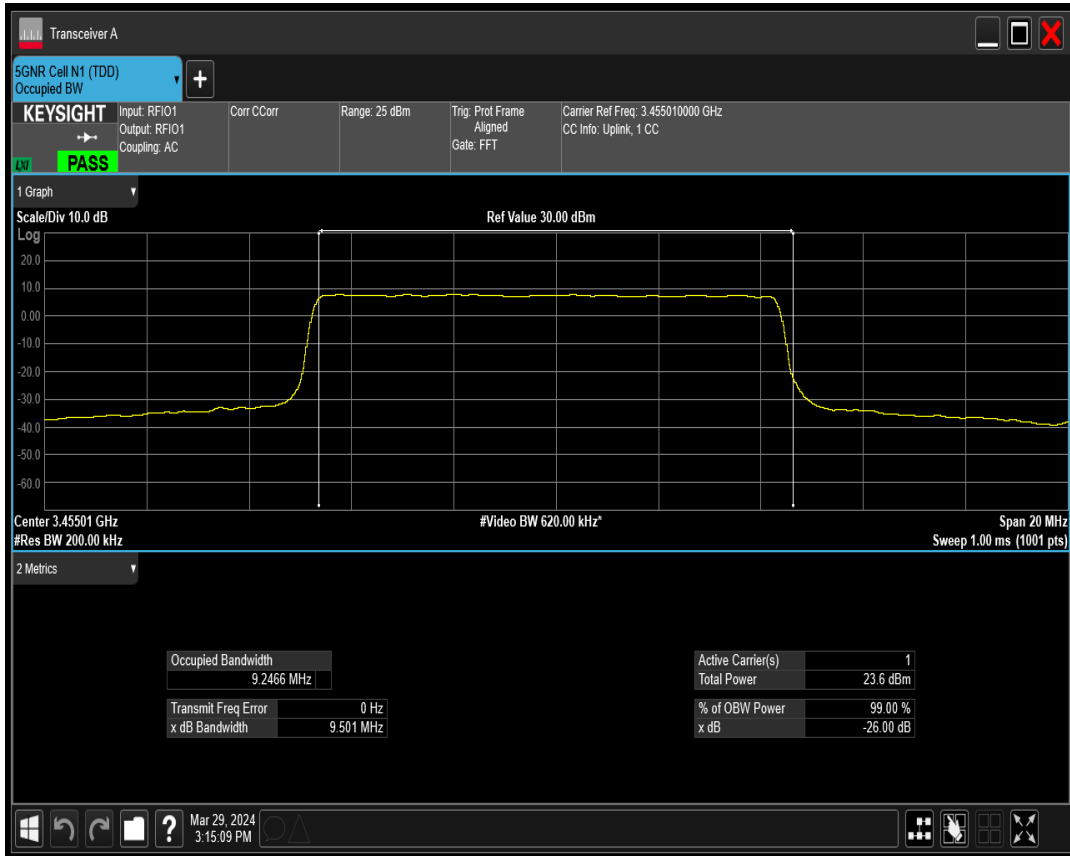 Transceiver A
5GNR Cell N1 (TDD)
Occupied BW
+
KEYSIGHT
LXI
PASS
Input: RFIO1
Output: RFIO1
Coupling: AC
Corr CCorr
Range: 25 dBm
Trig: Prot Frame
Aligned
Gate: FFT
Carrier Ref Freq: 3.455010000 GHz
CC Info: Uplink, 1 CC
1 Graph
Scale/Div 10.0 dB
Ref Value 30.00 dBm
Log
20.0
10.0
0.00
-10.0
-20.0
-30.0
-40.0
-50.0
-60.0
Center 3.45501 GHz
#Video BW 620.00 kHz*
Span 20 MHz
#Res BW 200.00 kHz
Sweep 1.00 ms (1001 pts)
2 Metrics
Occupied Bandwidth
9.2466 MHz
Transmit Freq Error 0 Hz
x dB Bandwidth 9.501 MHz
Active Carrier(s) 1
Total Power 23.6 dBm
% of OBW Power 99.00 %
x dB -26.00 dB
?
Mar 29, 2024
3:15:09 PM